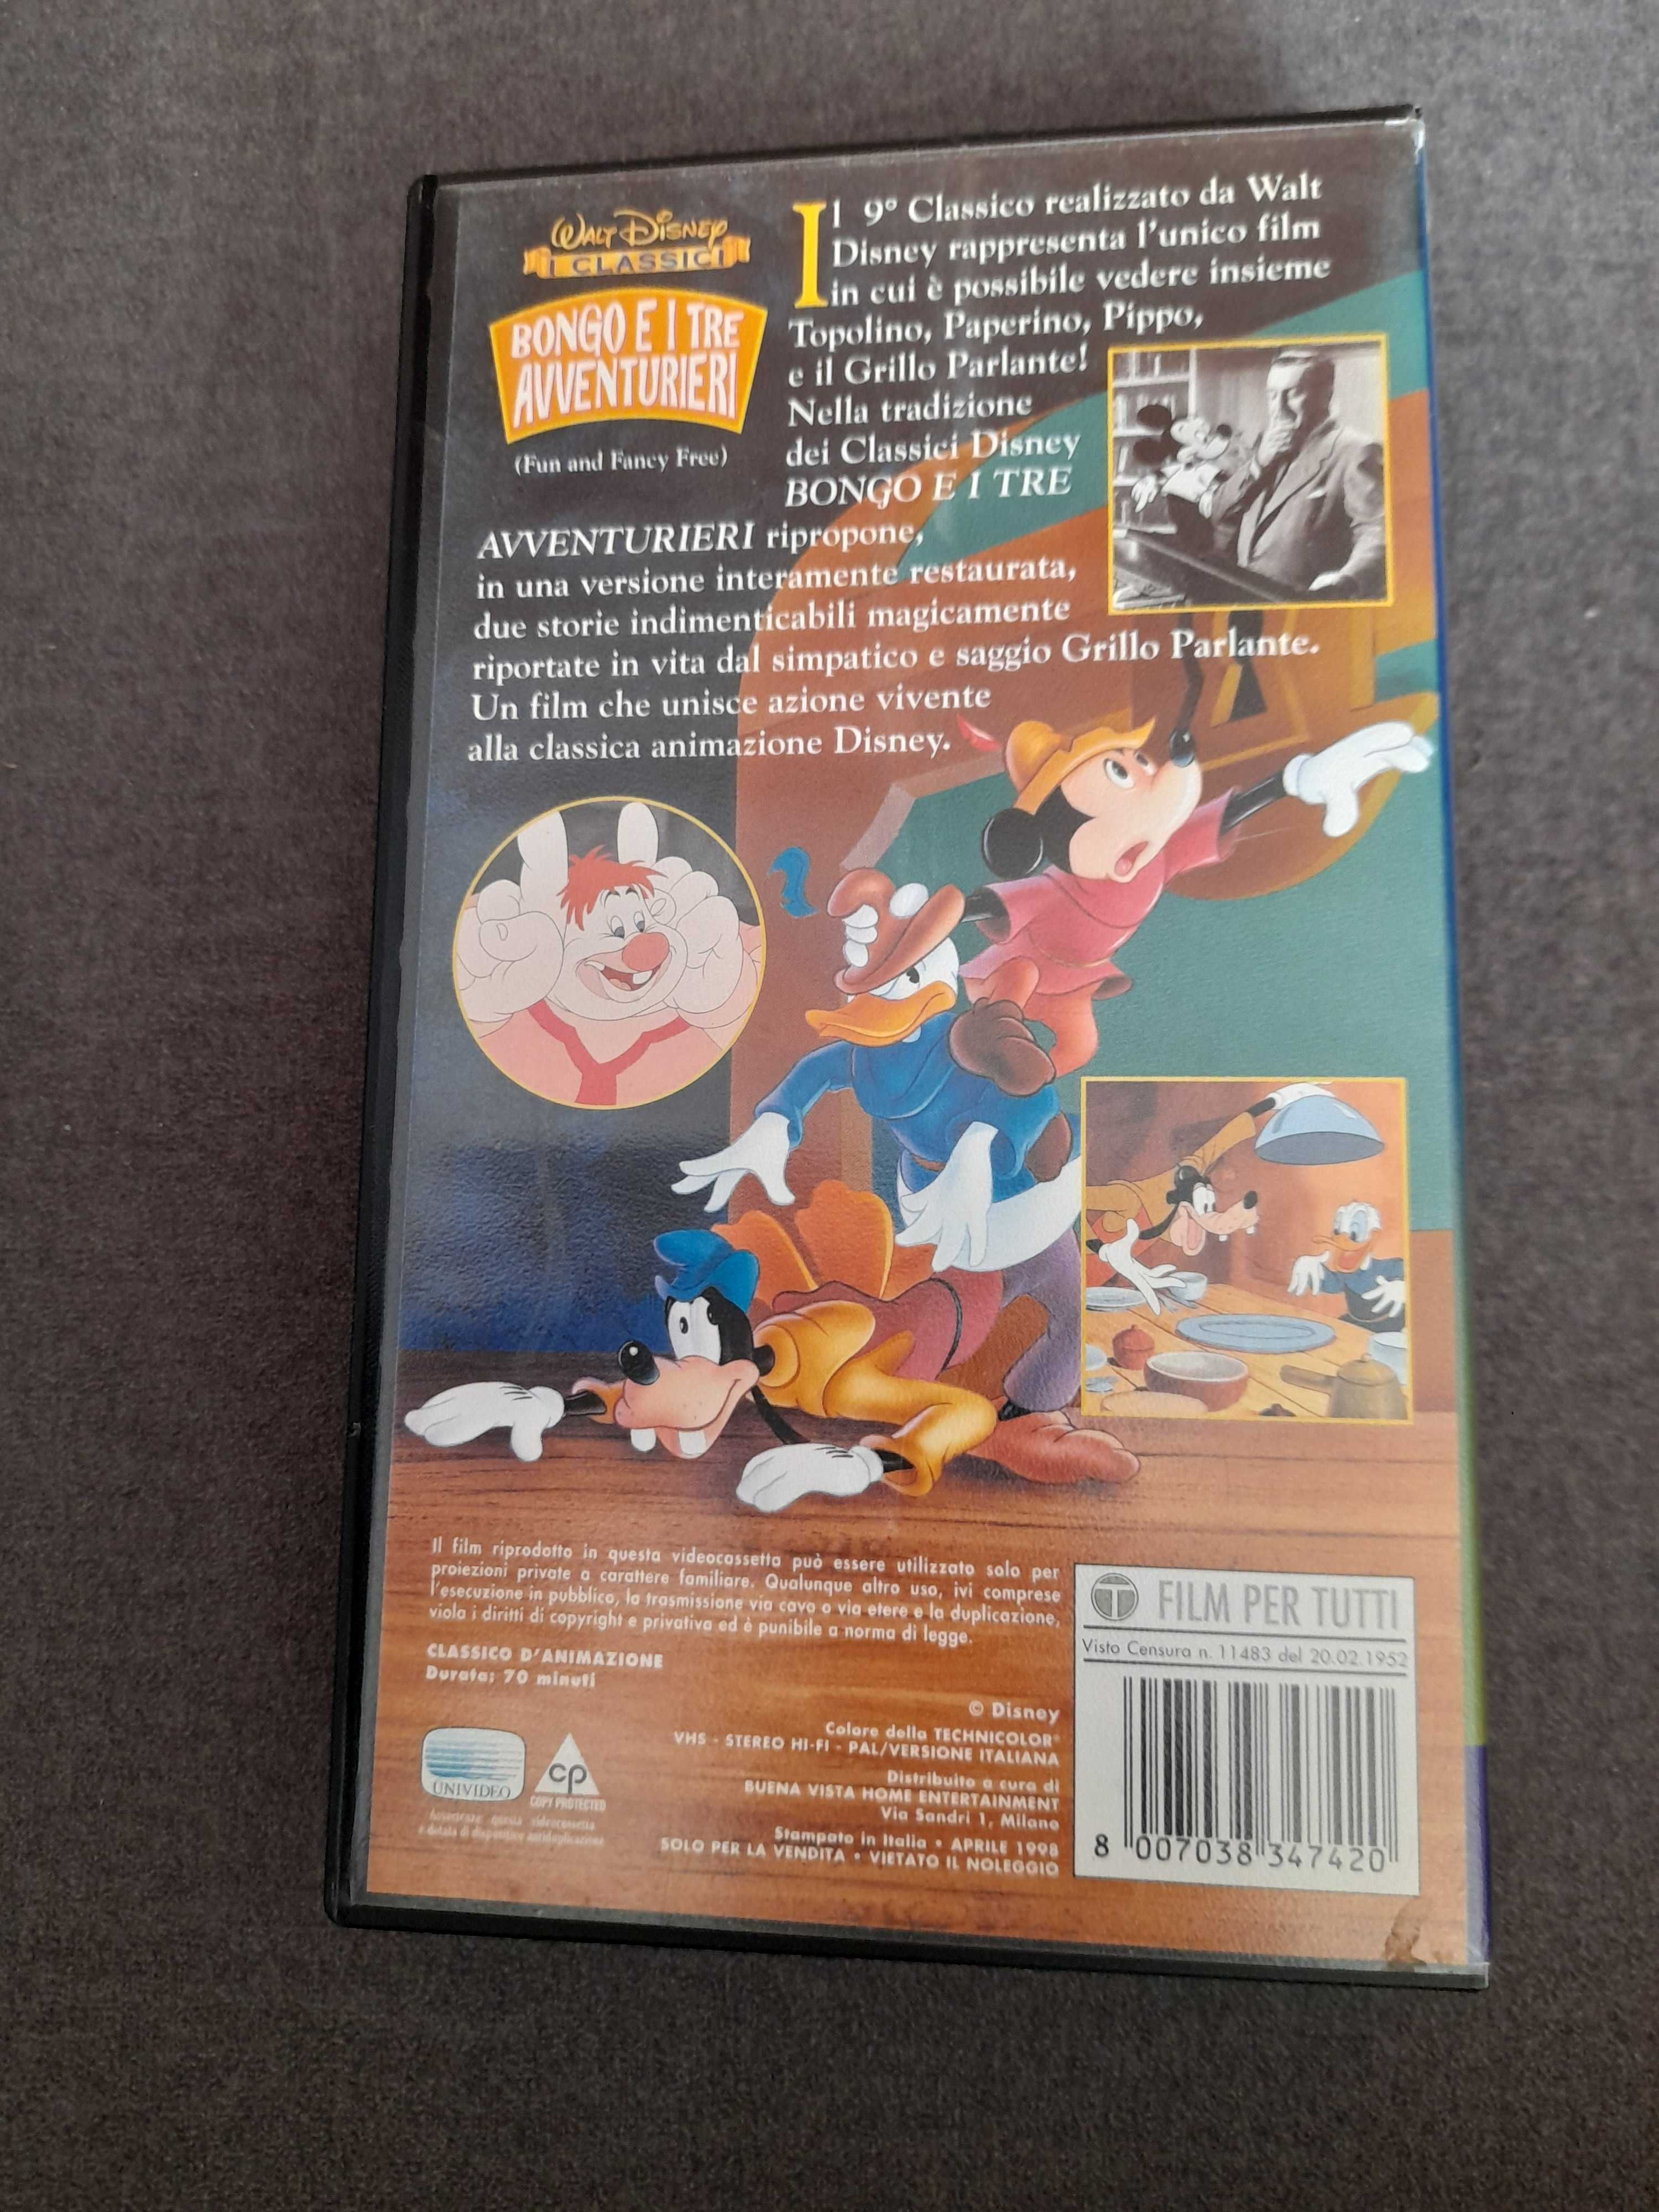 WALT DISNEY
I CLASSICI
BONGO E I TRE
AVVENTURIERI
(Fun and Fancy Free)
Il 9° Classico realizzato da Walt
Disney rappresenta l'unico film
in cui è possibile vedere insieme
Topolino, Paperino, Pippo,
e il Grillo Parlante!
Nella tradizione
dei Classici Disney
BONGO E I TRE
AVVENTURIERI ripropone,
in una versione interamente restaurata,
due storie indimenticabili magicamente
riportate in vita dal simpatico e saggio Grillo Parlante.
Un film che unisce azione vivente
alla classica animazione Disney.
Il film riprodotto in questa videocassetta può essere utilizzato solo per
proiezioni private a carattere familiare. Qualunque altro uso, ivi comprese
l'esecuzione in pubblico, la trasmissione via cavo o via etere e la duplicazione,
viola i diritti di copyright e privativa ed è punibile a norma di legge.
CLASSICO D'ANIMAZIONE
Durata: 70 minuti
UNIVIDEO
cp
COPY PROTECTED
questa videocassetta
è dotata di dispositivo antiduplicazione
© Disney
Colore della TECHNICOLOR®
VHS - STEREO HI-FI - PAL/VERSIONE ITALIANA
Distribuito a cura di
BUENA VISTA HOME ENTERTAINMENT
Via Sandri 1, Milano
Stampato in Italia • APRILE 1998
SOLO PER LA VENDITA • VIETATO IL NOLEGGIO
T FILM PER TUTTI
Visto Censura n. 11483 del 20.02.1952
8 007038 347420